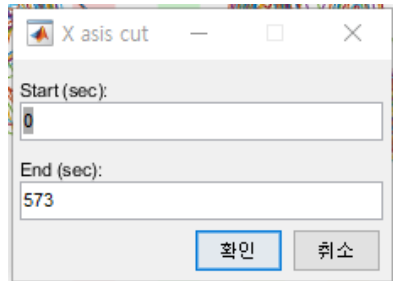 X asis cut
Start (sec):
0
End (sec):
573
확인
취소